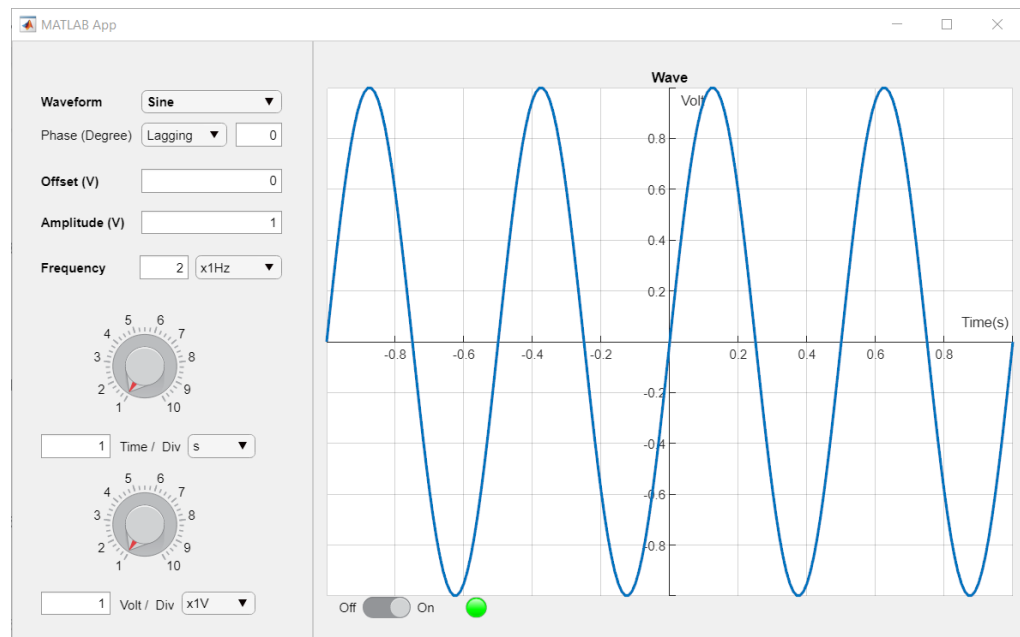 MATLAB App
Waveform Sine
Phase (Degree) Lagging 0
Offset (V) 0
Amplitude (V) 1
Frequency 2 x1Hz
1 2 3 4 5 6 7 8 9 10
1 Time / Div s
1 2 3 4 5 6 7 8 9 10
1 Volt / Div x1V
Wave
Volt
0.8
0.6
0.4
0.2
Time(s)
-0.8 -0.6 -0.4 -0.2 0.2 0.4 0.6 0.8
-0.2
-0.4
-0.6
-0.8
Off On